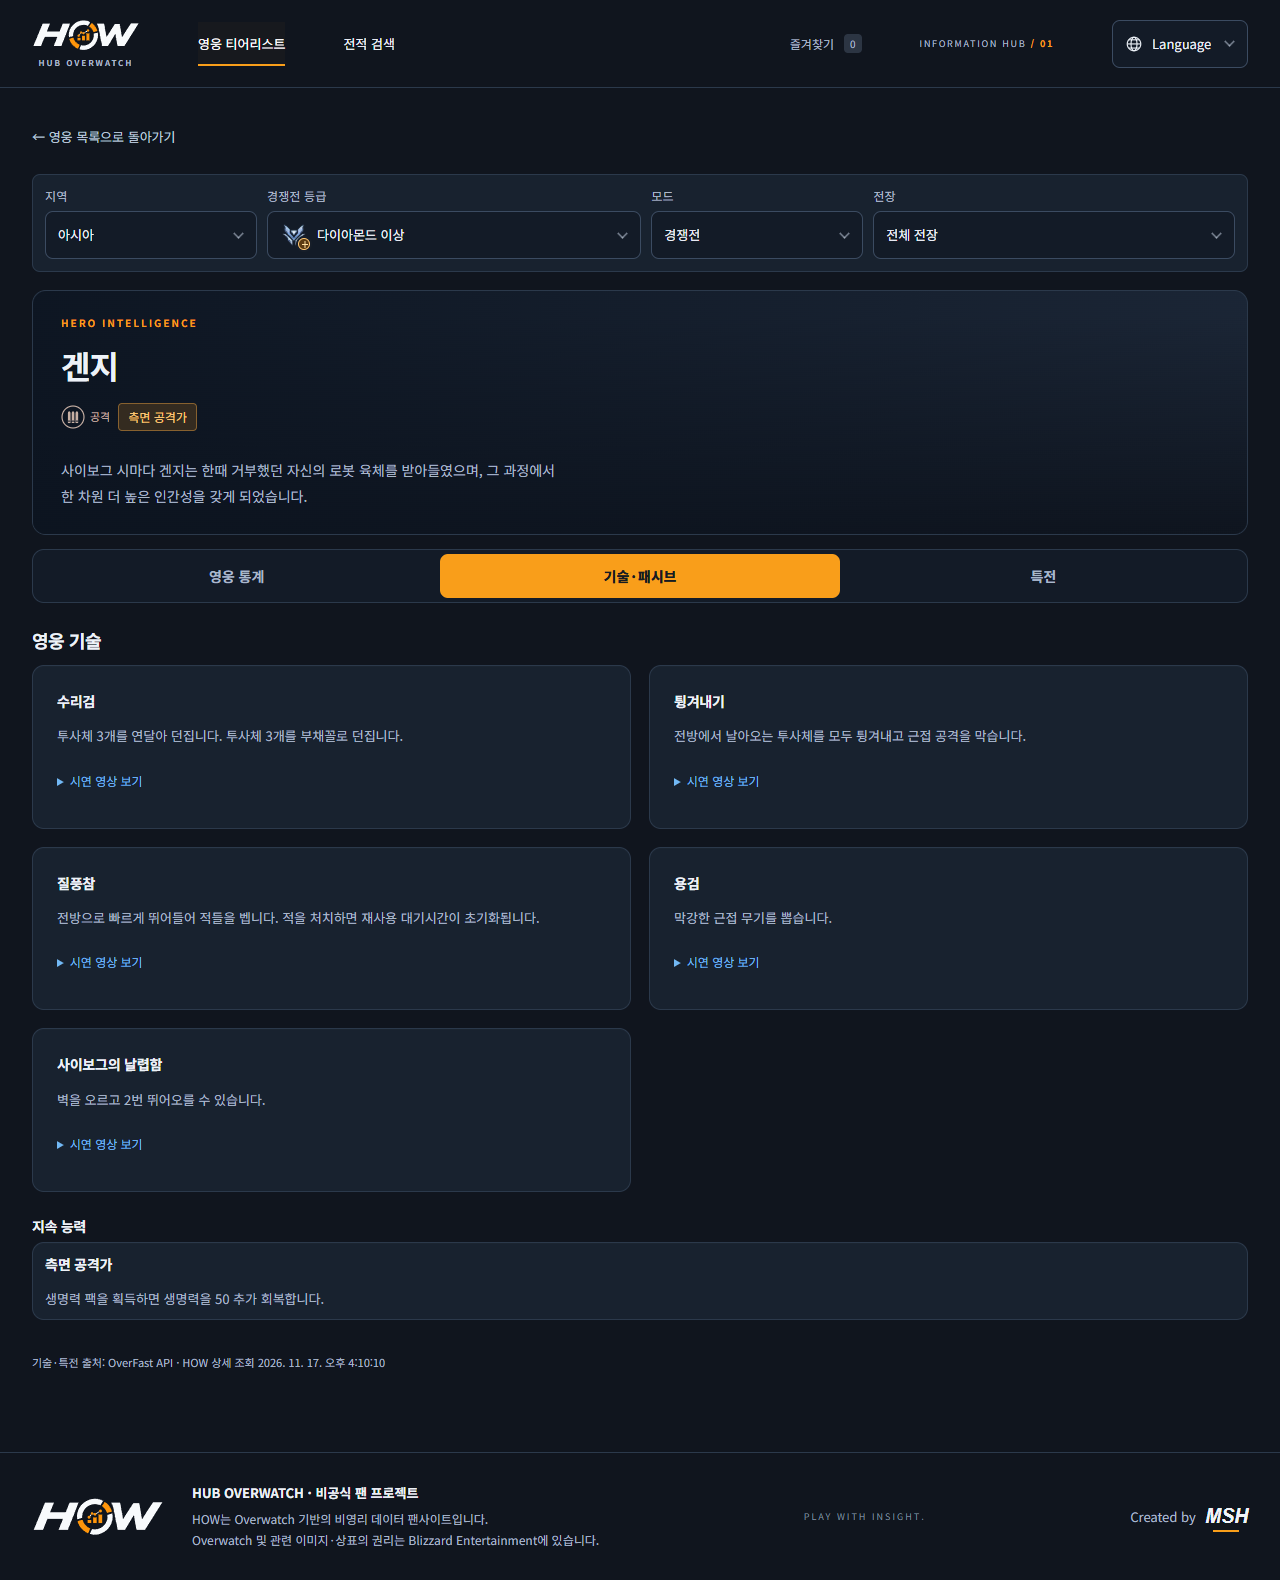 HOW
HUB OVERWATCH
영웅 티어리스트
전적 검색
즐겨찾기 0
INFORMATION HUB / 01
Language
← 영웅 목록으로 돌아가기
지역
경쟁전 등급
모드
전장
아시아
다이아몬드 이상
경쟁전
전체 전장
HERO INTELLIGENCE
겐지
공격
측면 공격가
사이보그 시마다 겐지는 한때 거부했던 자신의 로봇 육체를 받아들였으며, 그 과정에서
한 차원 더 높은 인간성을 갖게 되었습니다.
영웅 통계
기술·패시브
특전
영웅 기술
수리검
투사체 3개를 연달아 던집니다. 투사체 3개를 부채꼴로 던집니다.
▶ 시연 영상 보기
튕겨내기
전방에서 날아오는 투사체를 모두 튕겨내고 근접 공격을 막습니다.
▶ 시연 영상 보기
질풍참
전방으로 빠르게 뛰어들어 적들을 벱니다. 적을 처치하면 재사용 대기시간이 초기화됩니다.
▶ 시연 영상 보기
용검
막강한 근접 무기를 뽑습니다.
▶ 시연 영상 보기
사이보그의 날렵함
벽을 오르고 2번 뛰어오를 수 있습니다.
▶ 시연 영상 보기
지속 능력
측면 공격가
생명력 팩을 획득하면 생명력을 50 추가 회복합니다.
기술·특전 출처: OverFast API · HOW 상세 조회 2026. 11. 17. 오후 4:10:10
HOW
HUB OVERWATCH · 비공식 팬 프로젝트
HOW는 Overwatch 기반의 비영리 데이터 팬사이트입니다.
Overwatch 및 관련 이미지·상표의 권리는 Blizzard Entertainment에 있습니다.
PLAY WITH INSIGHT.
Created by MSH